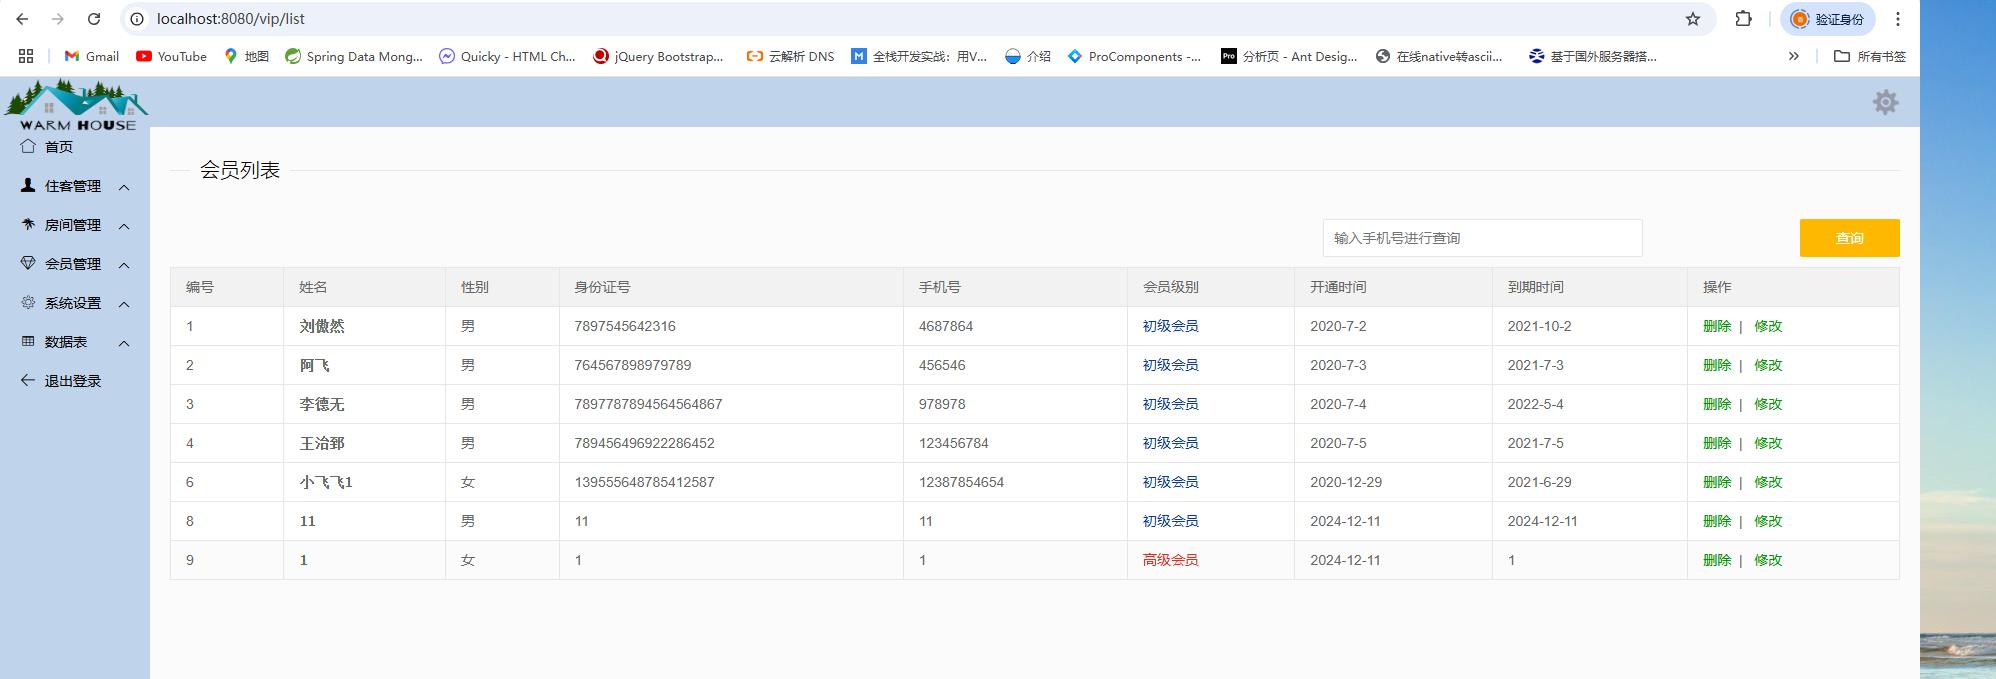 localhost:8080/vip/list
验证身份
Gmail
YouTube
地图
Spring Data Mong...
Quicky - HTML Ch...
jQuery Bootstrap...
云解析 DNS
全栈开发实战：用V...
介绍
ProComponents -...
Pro
分析页 - Ant Desig...
在线native转ascii...
基于国外服务器搭...
所有书签
WARM HOUSE
首页
住客管理
房间管理
会员管理
系统设置
数据表
退出登录
会员列表
输入手机号进行查询
查询
编号 姓名 性别 身份证号 手机号 会员级别 开通时间 到期时间 操作
1 刘傲然 男 7897545642316 4687864 初级会员 2020-7-2 2021-10-2 删除 | 修改
2 阿飞 男 764567898979789 456546 初级会员 2020-7-3 2021-7-3 删除 | 修改
3 李德无 男 7897787894564564867 978978 初级会员 2020-7-4 2022-5-4 删除 | 修改
4 王治郅 男 789456496922286452 123456784 初级会员 2020-7-5 2021-7-5 删除 | 修改
6 小飞飞1 女 139555648785412587 12387854654 初级会员 2020-12-29 2021-6-29 删除 | 修改
8 11 男 11 11 初级会员 2024-12-11 2024-12-11 删除 | 修改
9 1 女 1 1 高级会员 2024-12-11 1 删除 | 修改